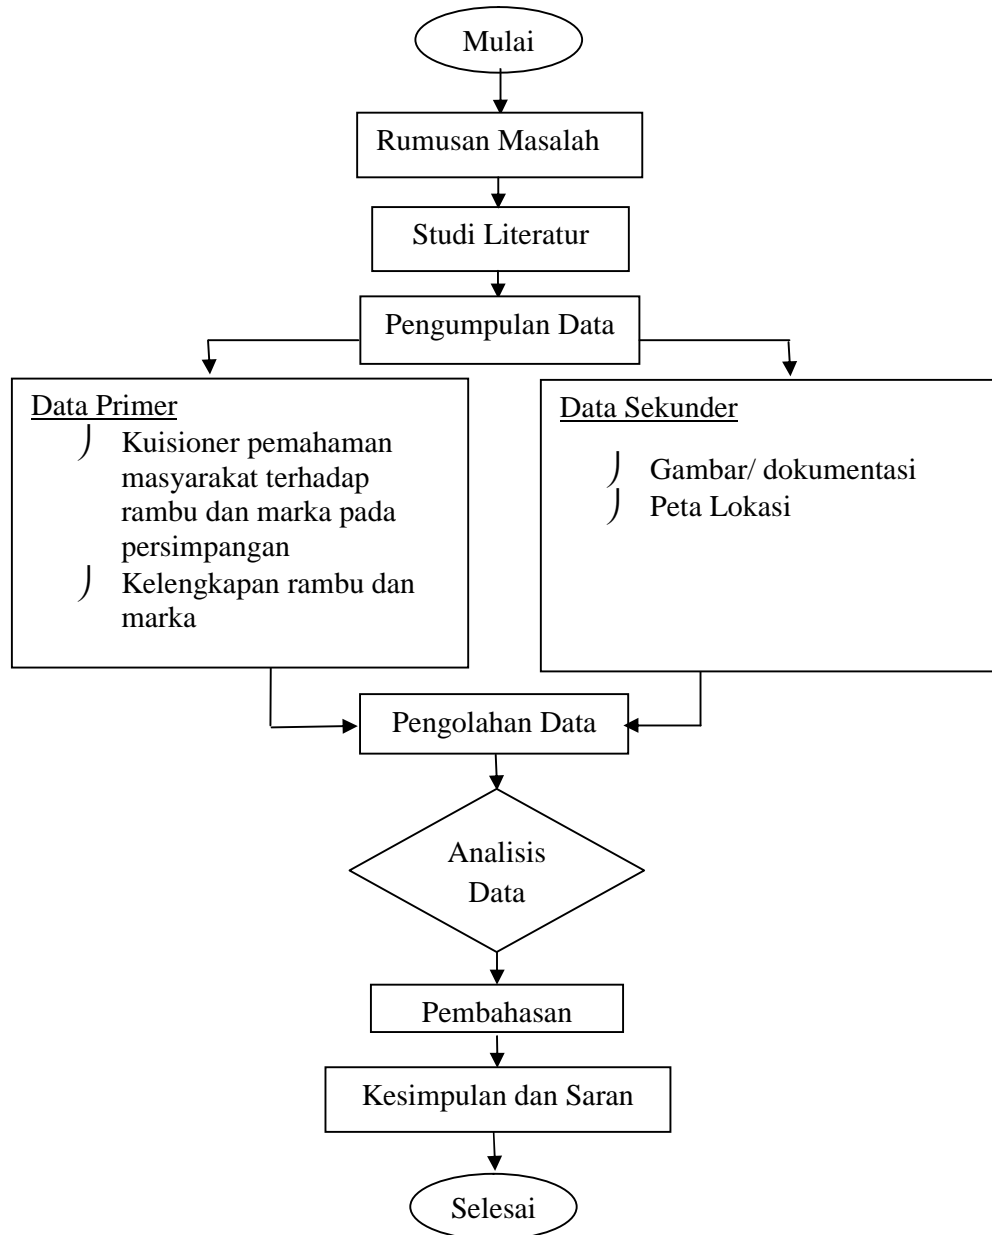 Mulai
Rumusan Masalah
Studi Literatur
Pengumpulan Data
Data Primer
Kuisioner pemahaman
masyarakat terhadap
rambu dan marka pada
persimpangan
Kelengkapan rambu dan
marka
Data Sekunder
Gambar/ dokumentasi
Peta Lokasi
Pengolahan Data
Analisis
Data
Pembahasan
Kesimpulan dan Saran
Selesai